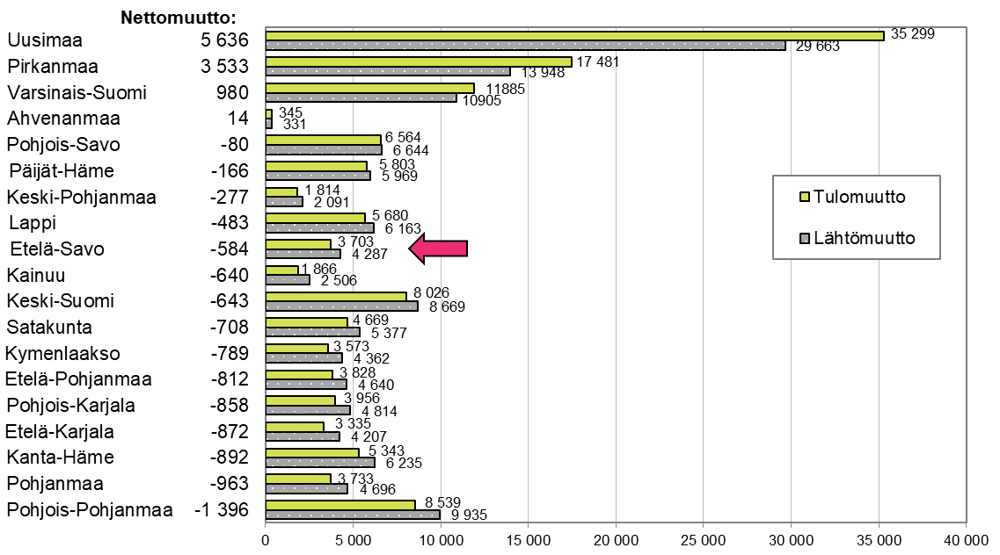 Nettomuutto:
Uusimaa 5 636 35 299
29 663
Pirkanmaa 3 533 17 481
13 948
Varsinais-Suomi 980 11885
10905
Ahvenanmaa 14 345
331
Pohjois-Savo -80 6 564
6 644
Päijät-Häme -166 5 803
5 969
Keski-Pohjanmaa -277 1 814
2 091
Lappi -483 5 680
6 163
Etelä-Savo -584 3 703
4 287
Kainuu -640 1 866
2 506
Keski-Suomi -643 8 026
8 669
Satakunta -708 4 669
5 377
Kymenlaakso -789 3 573
4 362
Etelä-Pohjanmaa -812 3 828
4 640
Pohjois-Karjala -858 3 956
4 814
Etelä-Karjala -872 3 335
4 207
Kanta-Häme -892 5 343
6 235
Pohjanmaa -963 3 733
4 696
Pohjois-Pohjanmaa -1 396 8 539
9 935
Tulomuutto
Lähtömuutto
0 5 000 10 000 15 000 20 000 25 000 30 000 35 000 40 000